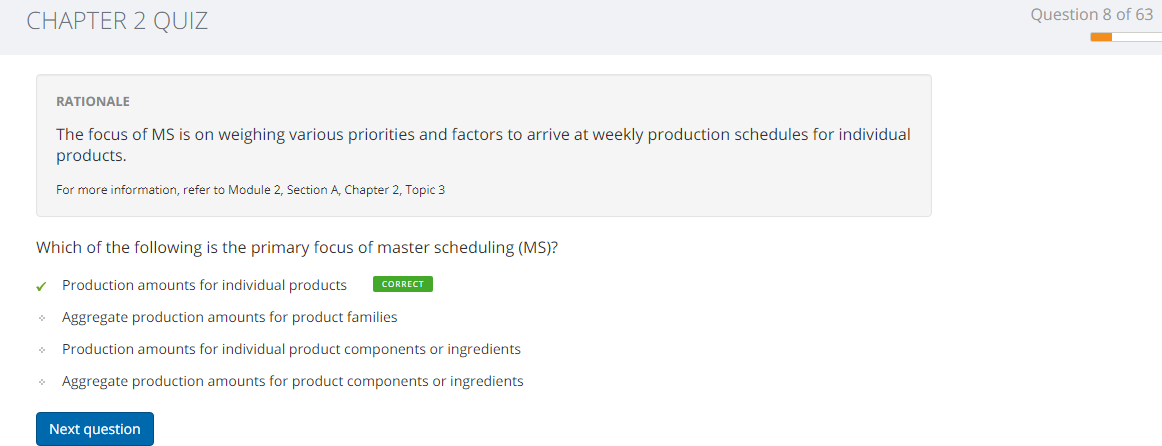 CHAPTER 2 QUIZ
Question 8 of 63
RATIONALE
The focus of MS is on weighing various priorities and factors to arrive at weekly production schedules for individual
products.
For more information, refer to Module 2, Section A, Chapter 2, Topic 3
Which of the following is the primary focus of master scheduling (MS)?
Production amounts for individual products CORRECT
Aggregate production amounts for product families
Production amounts for individual product components or ingredients
Aggregate production amounts for product components or ingredients
Next question